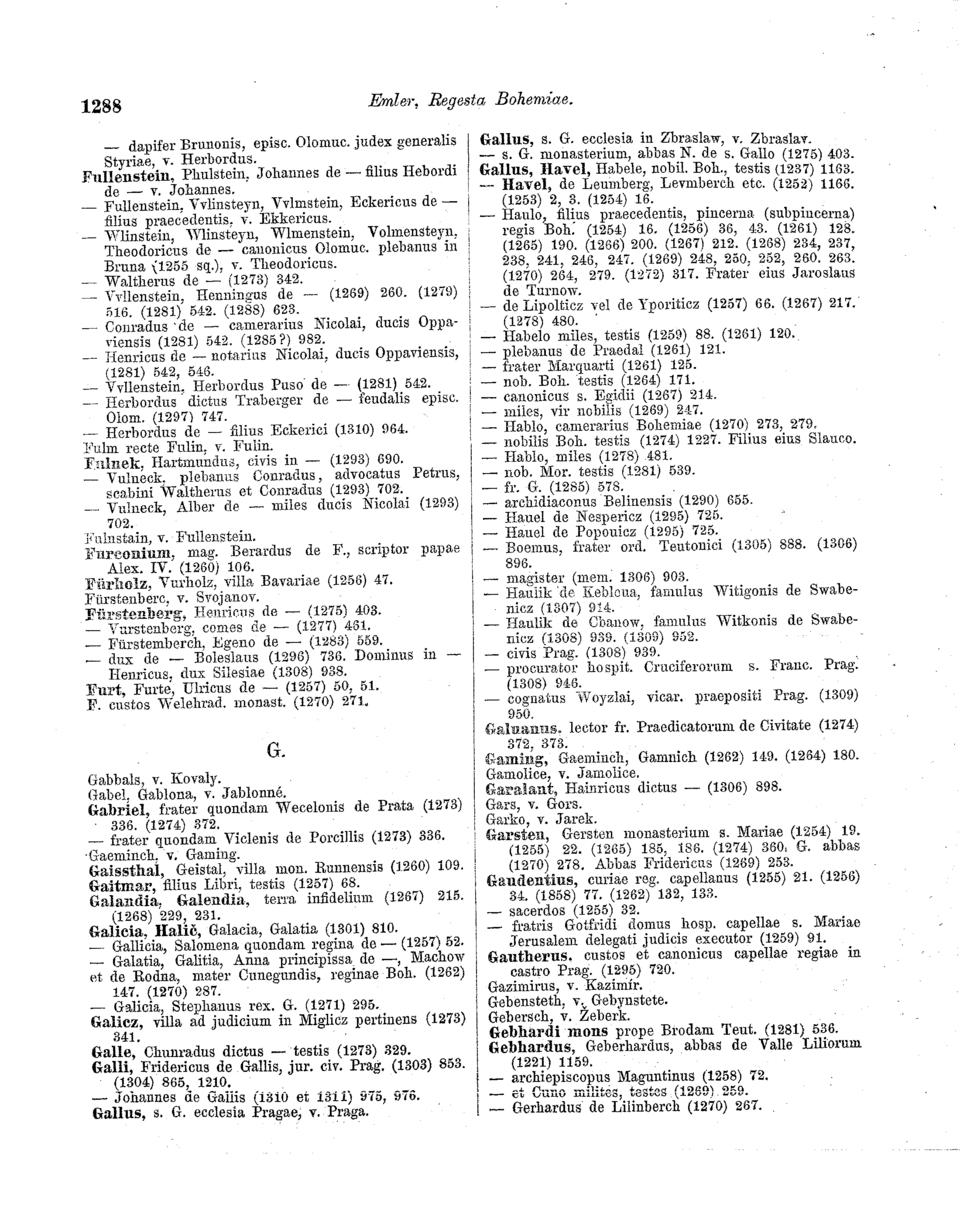 1288
Emler, Regesta Bohemiae.
— dapifer Brunonis, episc. Olomuc. judex generalis
Styriae, v. Herbordus.
Fullenstein, Phulstein, Johannes de — filius Hebordi
de — v. Johannes.
— Fullenstein, Vvlinsteyn, Vvlmstein, Eckericus de —
filius praecedentis, v. Ekkericus.
— Wlinstein, Wlinsteyn, Wlmenstein, Volmensteyn,
Theodoricus de — canonicus Olomuc. plebanus in
Bruna (1255 sq.), v. Theodoricus.
— Waltherus de — (1273) 342.
— Vvllenstein, Henningus de — (1269) 260. (1279)
516. (1281) 542. (1288) 623.
— Conradus de — camerarius Nicolai, ducis Oppa-
viensis (1281) 542. (1285?) 982.
— Henricus de — notarius Nicolai, ducis Oppaviensis,
(1281) 542, 546.
— Vvllenstein, Herbordus Puso de — (1281) 542.
— Herbordus dictus Traberger de — feudalis episc.
Olom. (1297) 747.
— Herbordus de — filius Eckerici (1310) 964.
Fulm recte Fulin, v. Fulin.
Fulnek, Hartmundus, civis in — (1293) 690.
— Vulneck, plebanus Conradus, advocatus Petrus,
scabini Waltherus et Conradus (1293) 702.
— Vulneck, Alber de — miles ducis Nicolai (1293)
702.
Fulnstain, v. Fullenstein.
Furconium, mag. Berardus de F., scriptor papae
Alex. IV. (1260) 106.
Fürholz, Vurholz, villa Bavariae (1256) 47.
Fürstenberc, v. Svojanov.
Fürstenberg, Henricus de — (1275) 403.
— Vurstenberg, comes de — (1277) 461.
— Fürstemberch, Egeno de — (1283) 559.
— dux de — Boleslaus (1296) 736. Dominus in —
Henricus, dux Silesiae (1308) 938.
Furt, Furte, Ulricus de — (1257) 50, 51.
F. custos Welehrad. monast. (1270) 271.
G.
Gabbals, v. Kovaly.
Gabel, Gablona, v. Jablonné.
Gabriel, frater quondam Wecelonis de Prata (1273)
336. (1274) 372.
— frater quondam Viclenis de Porcillis (1273) 336.
Gaeminch, v. Gaming.
Gaissthal, Geistal, villa mon. Runnensis (1260) 109.
Gaitmar, filius Libri, testis (1257) 68.
Galandia, Galendia, terra infidelium (1267) 215.
(1268) 229, 231.
Galicia, Halič, Galacia, Galatia (1301) 810.
— Gallicia, Salomena quondam regina de — (1257) 52.
— Galatia, Galitia, Anna principissa de —, Machow
et de Rodna, mater Cunegundis, reginae Boh. (1262)
147. (1270) 287.
— Galicia, Stephanus rex. G. (1271) 295.
Galicz, villa ad judicium in Miglicz pertinens (1273)
341.
Galle, Chunradus dictus — testis (1273) 329.
Galli, Fridericus de Gallis, jur. civ. Prag. (1303) 853.
(1304) 865, 1210.
— Johannes de Gallis (1310 et 1311) 975, 976.
Gallus, s. G. ecclesia Pragae, v. Praga.
Gallus, s. G. ecclesia in Zbraslaw, v. Zbraslav.
— s. G. monasterium, abbas N. de s. Gallo (1275) 403.
Gallus, Havel, Habele, nobil. Boh., testis (1237) 1163.
— Havel, de Leumberg, Levmberch etc. (1252) 1166.
(1253) 2, 3. (1254) 16.
— Haulo, filius praecedentis, pincerna (subpincerna)
regis Boh. (1254) 16. (1256) 36, 43. (1261) 128.
(1265) 190. (1266) 200. (1267) 212. (1268) 234, 237,
238, 241, 246, 247. (1269) 248, 250, 252, 260. 263.
(1270) 264, 279. (1272) 317. Frater eius Jaroslaus
de Turnow.
— de Lipolticz vel de Yporiticz (1257) 66. (1267) 217.
(1278) 480.
— Habelo miles, testis (1259) 88. (1261) 120.
— plebanus de Praedal (1261) 121.
— frater Marquarti (1261) 125.
— nob. Boh. testis (1264) 171.
— canonicus s. Egidii (1267) 214.
— miles, vir nobilis (1269) 247.
— Hablo, camerarius Bohemiae (1270) 273, 279.
— nobilis Boh. testis (1274) 1227. Filius eius Slauco.
— Hablo, miles (1278) 481.
— nob. Mor. testis (1281) 539.
— fr. G. (1285) 578.
— archidiaconus Belinensis (1290) 655.
— Hauel de Nespericz (1295) 725.
— Hauel de Popouicz (1295) 725.
— Boemus, frater ord. Teutonici (1305) 888. (1306)
896.
— magister (mem. 1306) 903.
— Haulik de Keblcua, famulus Witigonis de Swabe-
nicz (1307) 914.
— Haulik de Cbanow, famulus Witkonis de Swabe-
nicz (1308) 939. (1309) 952.
— civis Prag. (1308) 939.
— procurator hospit. Cruciferorum s. Franc. Prag.
(1308) 946.
— cognatus Woyzlai, vicar. praepositi Prag. (1309)
950.
Galuanus, lector fr. Praedicatorum de Civitate (1274)
372, 373.
Gaming, Gaeminch, Gamnich (1262) 149. (1264) 180.
Gamolice, v. Jamolice.
Garalant, Hainricus dictus — (1306) 898.
Gars, v. Gors.
Garko, v. Jarek.
Garsten, Gersten monasterium s. Mariae (1254) 19.
(1255) 22. (1265) 185, 186. (1274) 360, G. abbas
(1270) 278. Abbas Fridericus (1269) 253.
Gaudentius, curiae reg. capellanus (1255) 21. (1256)
34. (1858) 77. (1262) 132, 133.
— sacerdos (1255) 32.
— fratris Gotfridi domus hosp. capellae s. Mariae
Jerusalem delegati judicis executor (1259) 91.
Gautherus, custos et canonicus capellae regiae in
castro Prag. (1295) 720.
Gazimirus, v. Kazimír.
Gebensteth, v. Gebynstete.
Gebersch, v. Žeberk.
Gebhardi mons prope Brodam Teut. (1281) 536.
Gebhardus, Geberhardus, abbas de Valle Liliorum
(1221) 1159.
— archiepiscopus Maguntinus (1258) 72.
— et Cuno milites, testes (1269) 259.
— Gerhardus de Lilinberch (1270) 267.